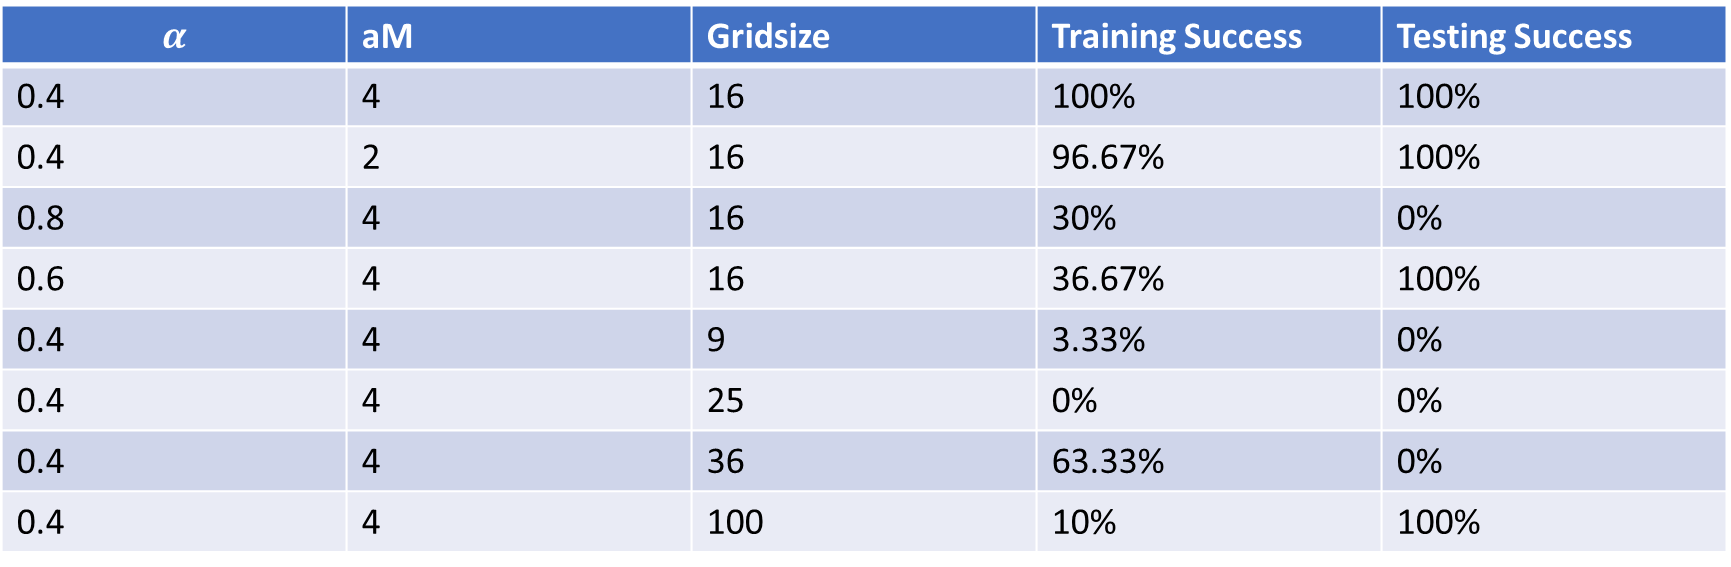 α aM Gridsize Training Success Testing Success
0.4 4 16 100% 100%
0.4 2 16 96.67% 100%
0.8 4 16 30% 0%
0.6 4 16 36.67% 100%
0.4 4 9 3.33% 0%
0.4 4 25 0% 0%
0.4 4 36 63.33% 0%
0.4 4 100 10% 100%